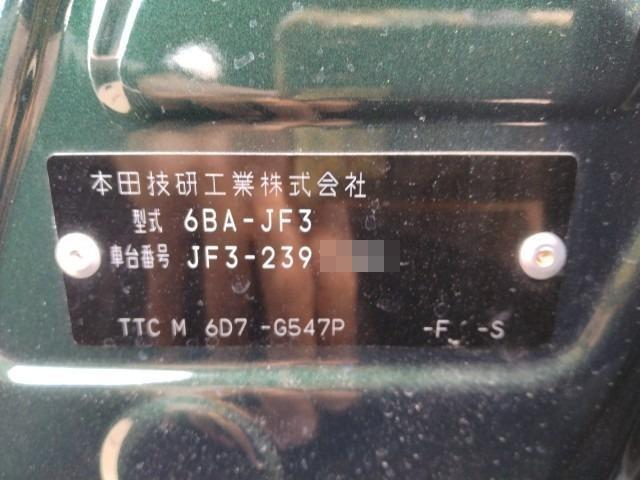 本田技研工業株式会社
型式 6BA-JF3
車台番号 JF3-239
TTC M 6D7 -G547P -F -S